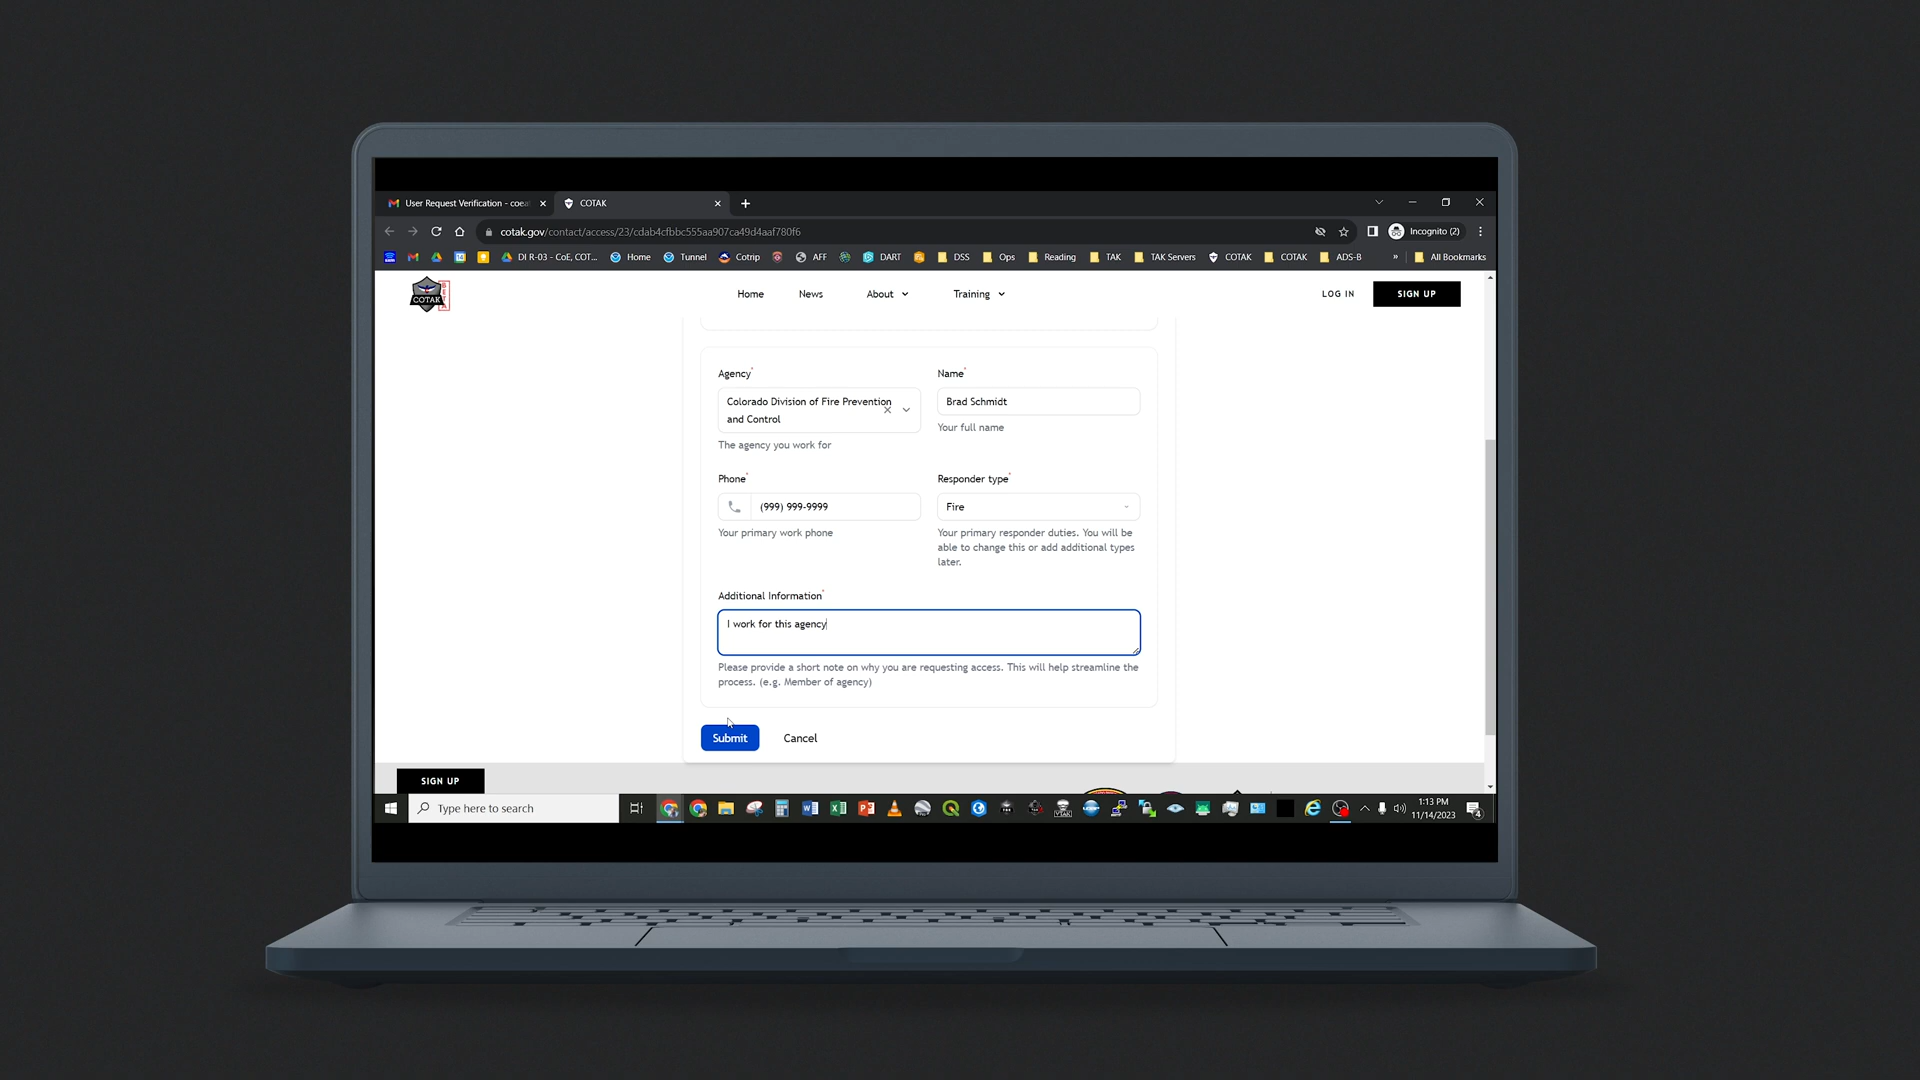 User Request Verification - coea
COTAK
cotak.gov/contact/access/23/cdab4cfbbc555aa907ca49d4aaf780f6
Incognito (2)
DI R-03 - CoE, COT...
Home
Tunnel
Cotrip
AFF
DART
DSS
Ops
Reading
TAK
TAK Servers
COTAK
COTAK
ADS-B
»
All Bookmarks
COTAK
Home
News
About
Training
LOG IN
SIGN UP
Agency*
Colorado Division of Fire Prevention
and Control
The agency you work for
Name*
Brad Schmidt
Your full name
Phone*
(999) 999-9999
Your primary work phone
Responder type*
Fire
Your primary responder duties. You will be
able to change this or add additional types
later.
Additional Information*
I work for this agency
Please provide a short note on why you are requesting access. This will help streamline the
process. (e.g. Member of agency)
Submit
Cancel
SIGN UP
Type here to search
1:13 PM
11/14/2023
4